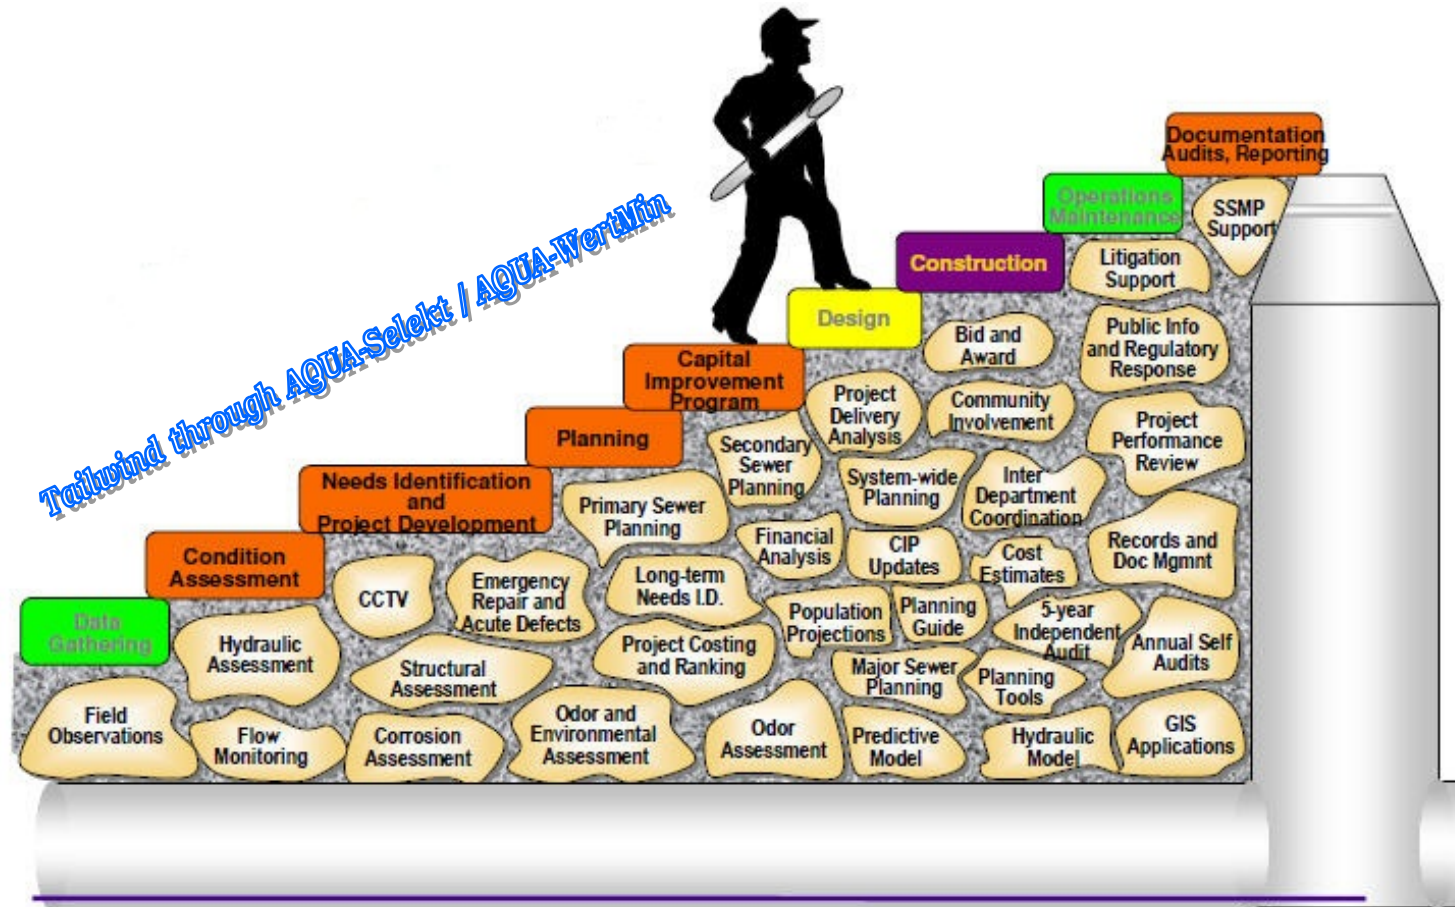 Documentation
Audits, Reporting
Operations
Maintenance
Construction
Design
Capital
Improvement
Program
Planning
Needs Identification
and
Project Development
Condition
Assessment
Data
Gathering
Tailwind through AQUA-Selekt / AQUA-WertMin
SSMP
Support
Litigation
Support
Bid and
Award
Public Info
and Regulatory
Response
Project
Delivery
Analysis
Community
Involvement
Project
Performance
Review
Secondary
Sewer
Planning
System-wide
Planning
Inter
Department
Coordination
Primary Sewer
Planning
Financial
Analysis
CIP
Updates
Cost
Estimates
Records and
Doc Mgmnt
CCTV
Emergency
Repair and
Acute Defects
Long-term
Needs I.D.
Population
Projections
Planning
Guide
5-year
Independent
Audit
Annual Self
Audits
Hydraulic
Assessment
Structural
Assessment
Project Costing
and Ranking
Major Sewer
Planning
Planning
Tools
Field
Observations
Flow
Monitoring
Corrosion
Assessment
Odor and
Environmental
Assessment
Odor
Assessment
Predictive
Model
Hydraulic
Model
GIS
Applications